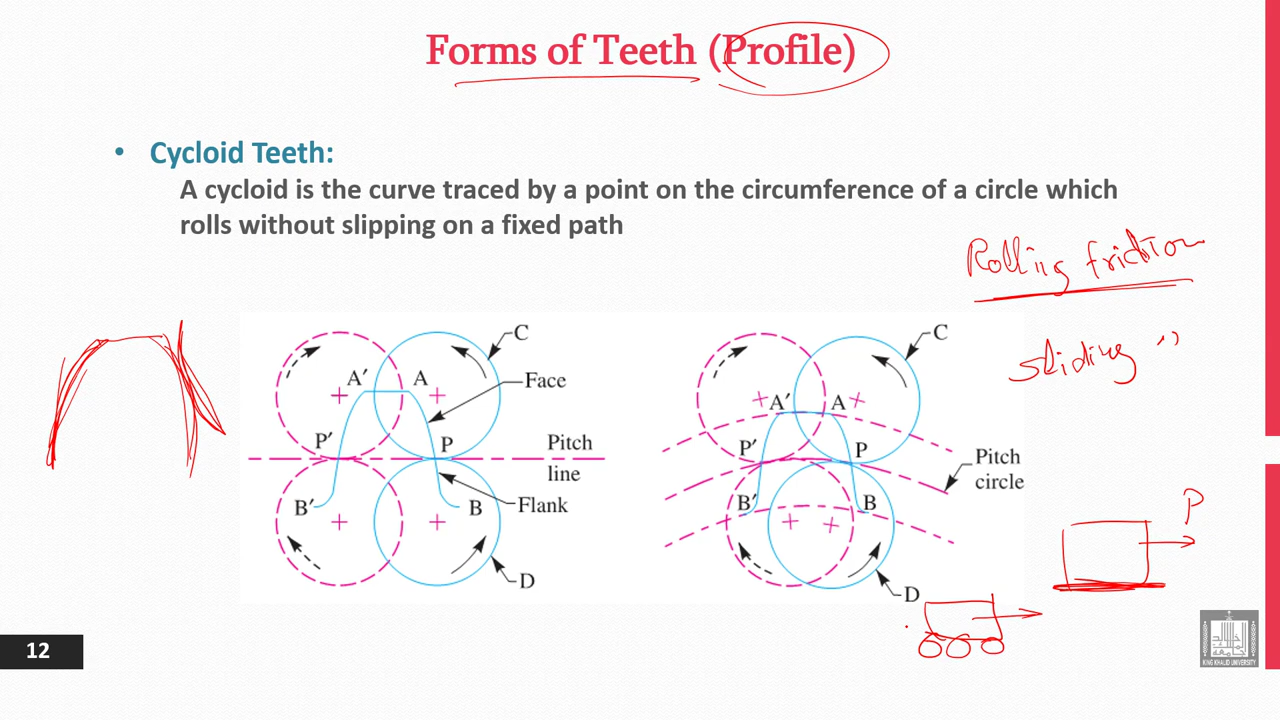 Forms of Teeth (Profile)
• Cycloid Teeth:
A cycloid is the curve traced by a point on the circumference of a circle which
rolls without slipping on a fixed path
Rolling friction
sliding "
C
A'
A
Face
P'
P
Pitch
line
B'
B
Flank
D
C
A'
A
P'
P
Pitch
circle
B'
B
D
P
12
KING KHALID UNIVERSITY